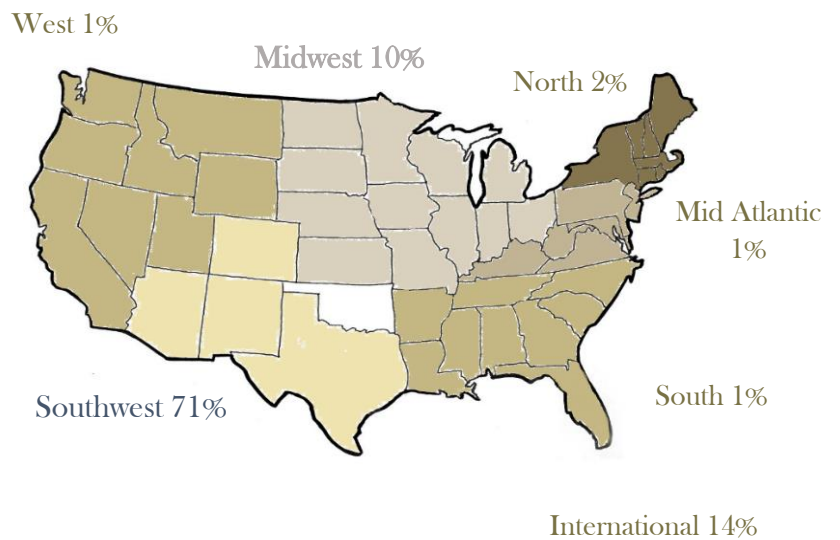 West 1%
Midwest 10%
North 2%
Mid Atlantic
1%
South 1%
Southwest 71%
International 14%